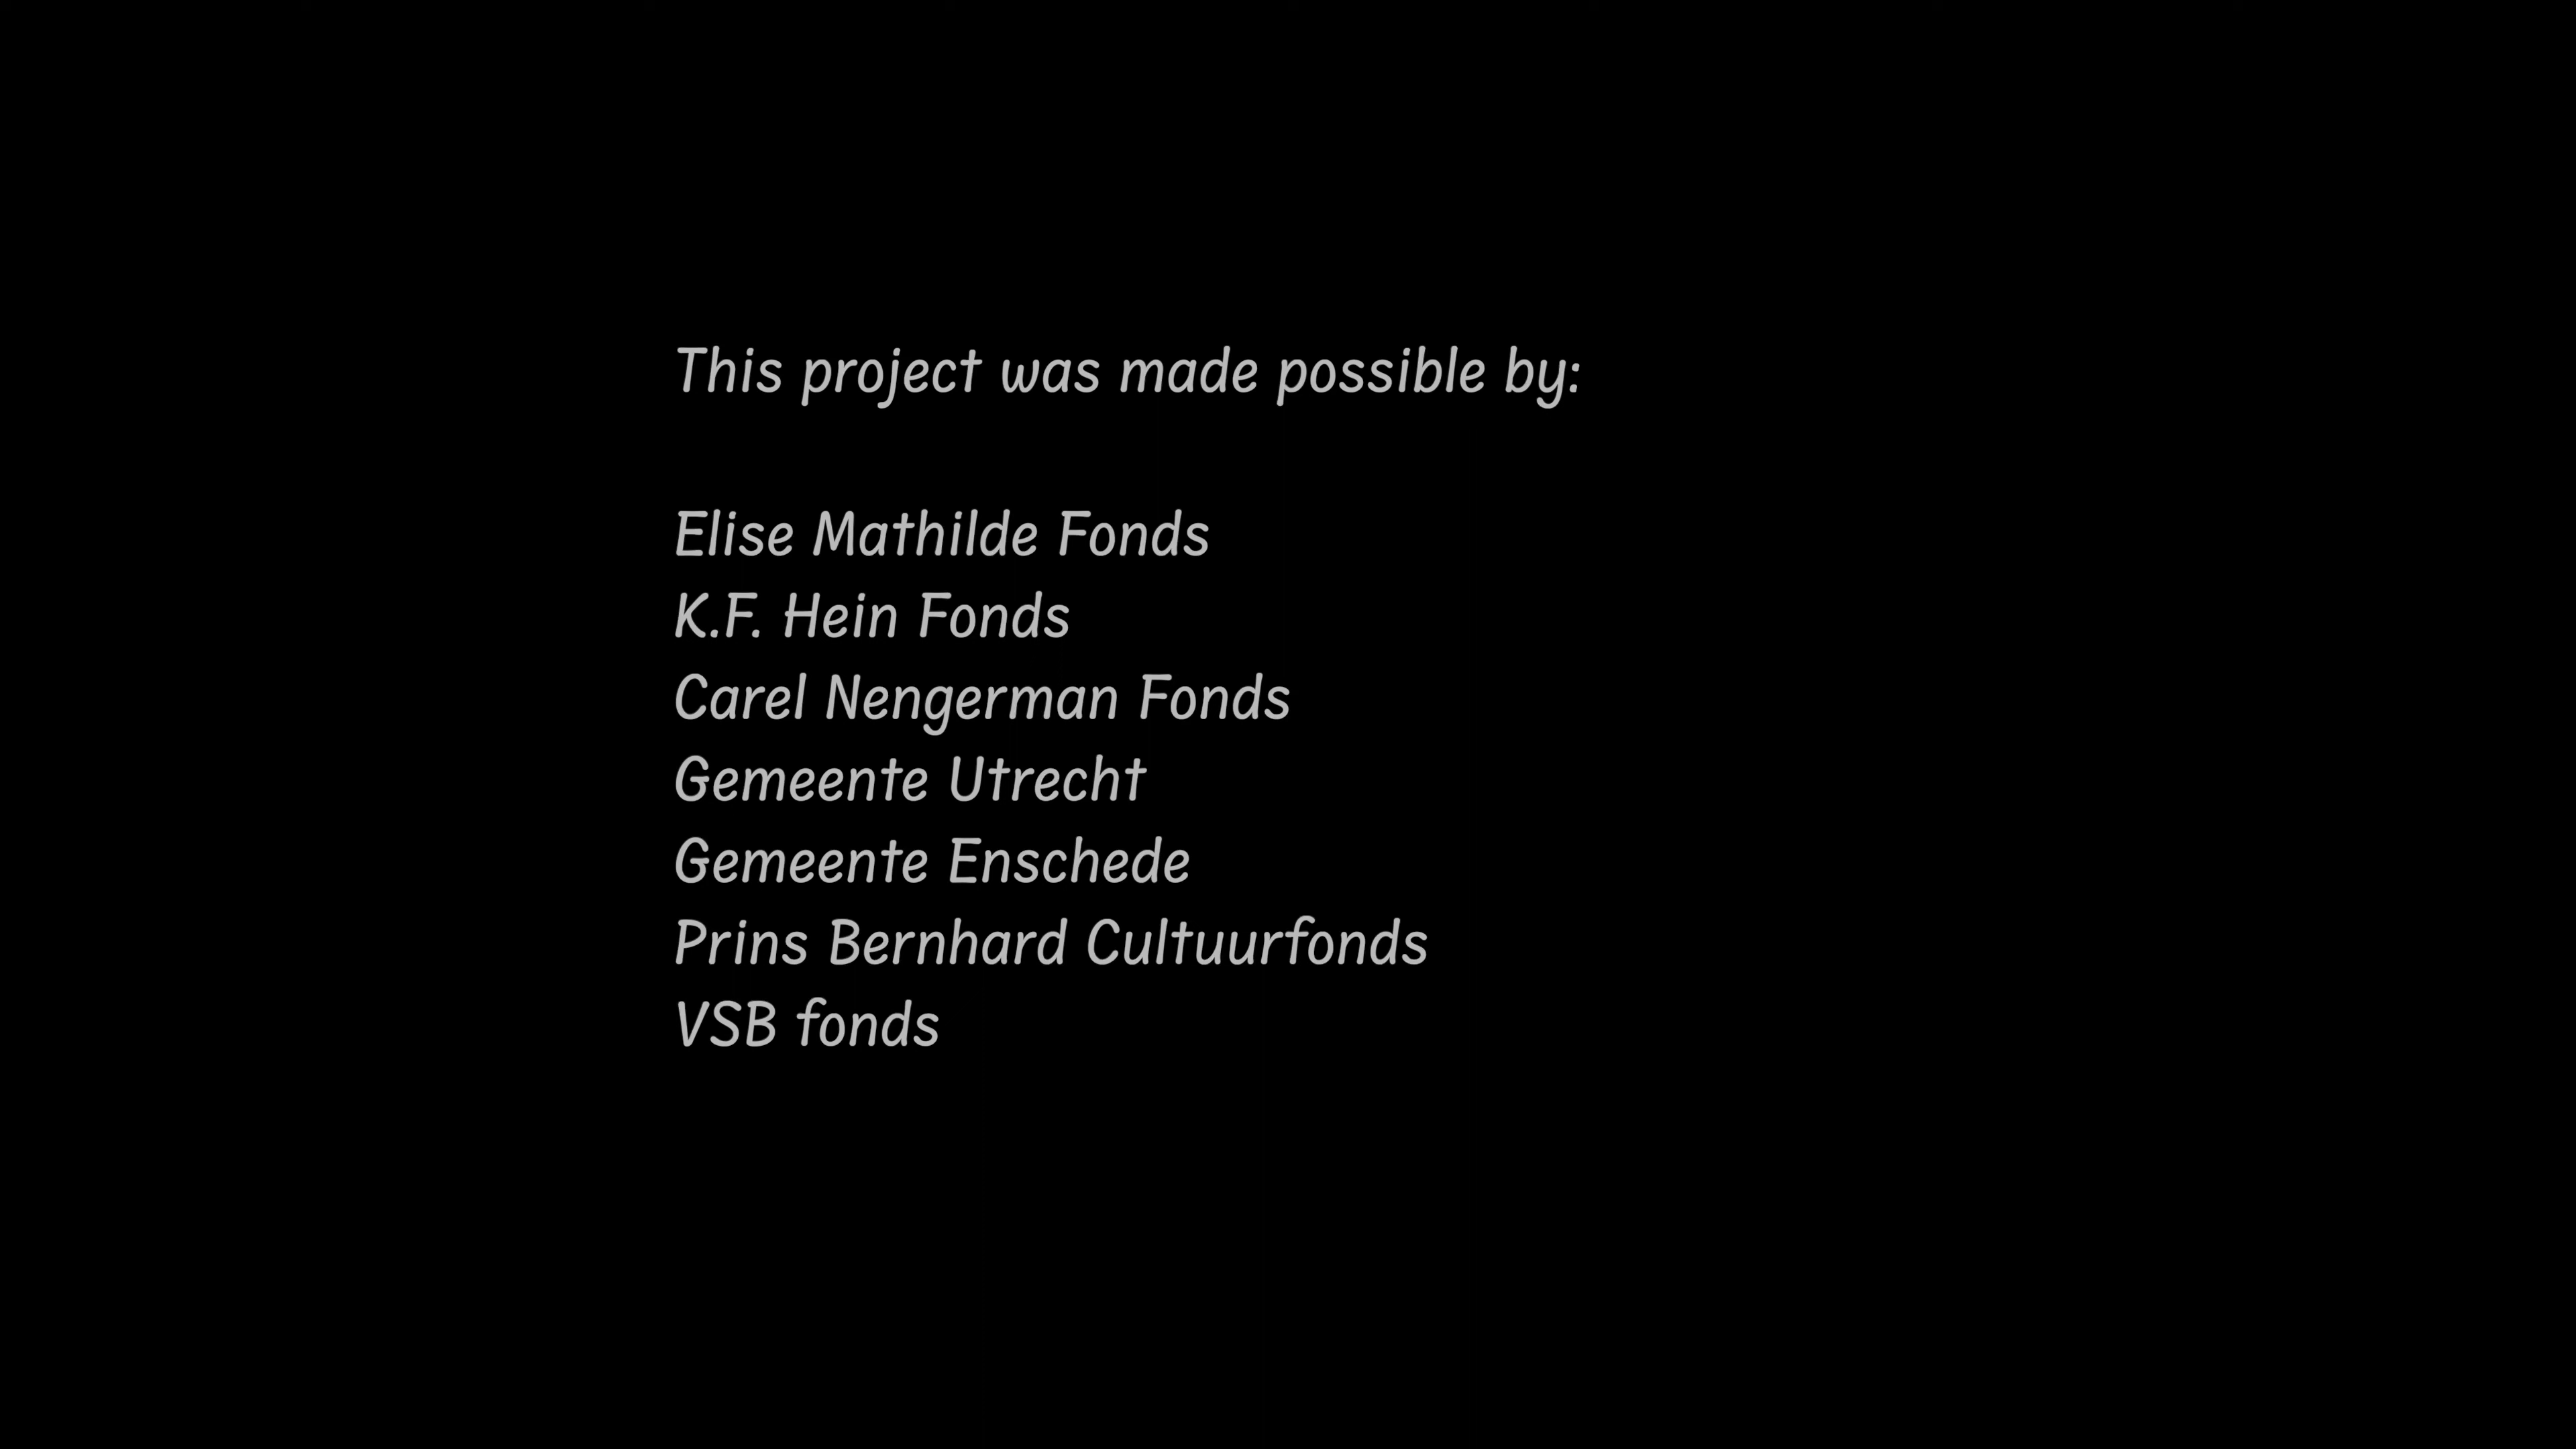 This project was made possible by:
Elise Mathilde Fonds
K.F. Hein Fonds
Carel Nengerman Fonds
Gemeente Utrecht
Gemeente Enschede
Prins Bernhard Cultuurfonds
VSB fonds